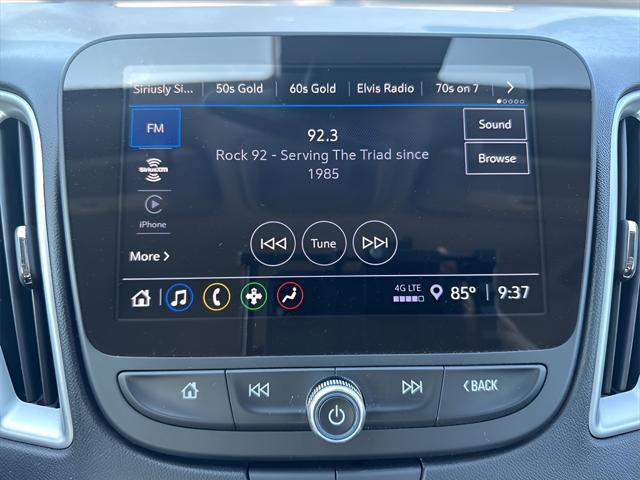 Siriusly Si... 50s Gold 60s Gold Elvis Radio 70s on 7
FM
92.3
Sound
Rock 92 - Serving The Triad since
1985
Browse
SiriusXM
iPhone
More
Tune
4G LTE
85° 9:37
BACK